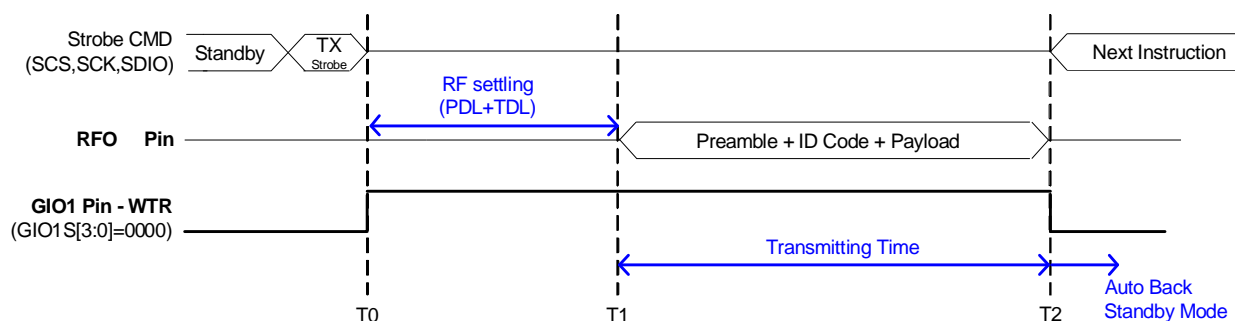 Strobe CMD
(SCS,SCK,SDIO)
Standby
TX
Strobe
Next Instruction
RF settling
(PDL+TDL)
RFO Pin
Preamble + ID Code + Payload
GIO1 Pin - WTR
(GIO1S[3:0]=0000)
Transmitting Time
Auto Back
Standby Mode
T0
T1
T2